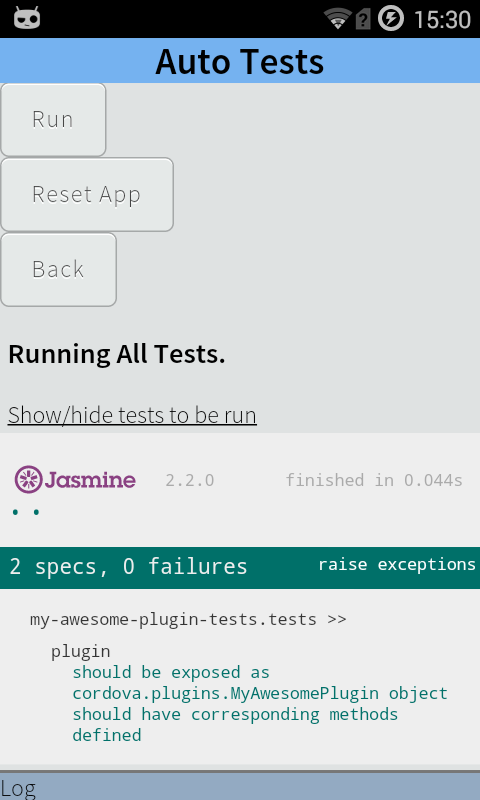 15:30
Auto Tests
Run
Reset App
Back
Running All Tests.
Show/hide tests to be run
Jasmine 2.2.0 finished in 0.044s
2 specs, 0 failures raise exceptions
my-awesome-plugin-tests.tests >>
plugin
should be exposed as
cordova.plugins.MyAwesomePlugin object
should have corresponding methods
defined
Log